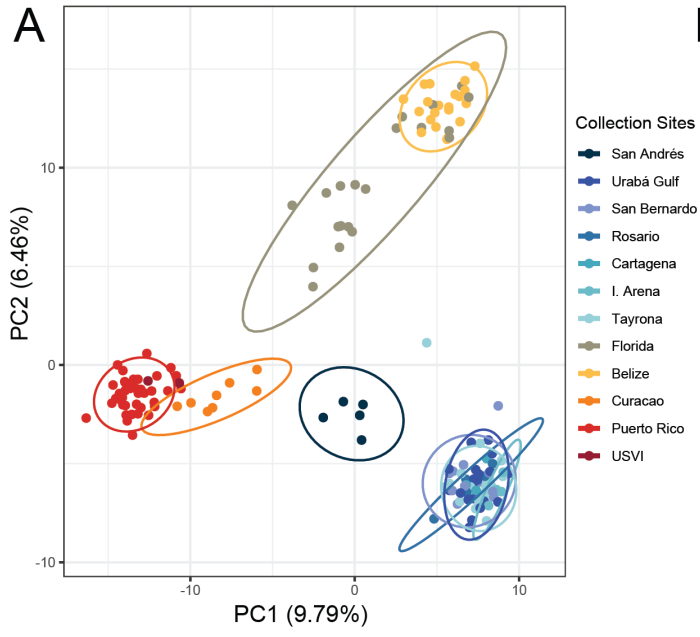 A
PC2 (6.46%)
10
0
-10
-10
0
10
PC1 (9.79%)
Collection Sites
San Andrés
Urabá Gulf
San Bernardo
Rosario
Cartagena
I. Arena
Tayrona
Florida
Belize
Curacao
Puerto Rico
USVI